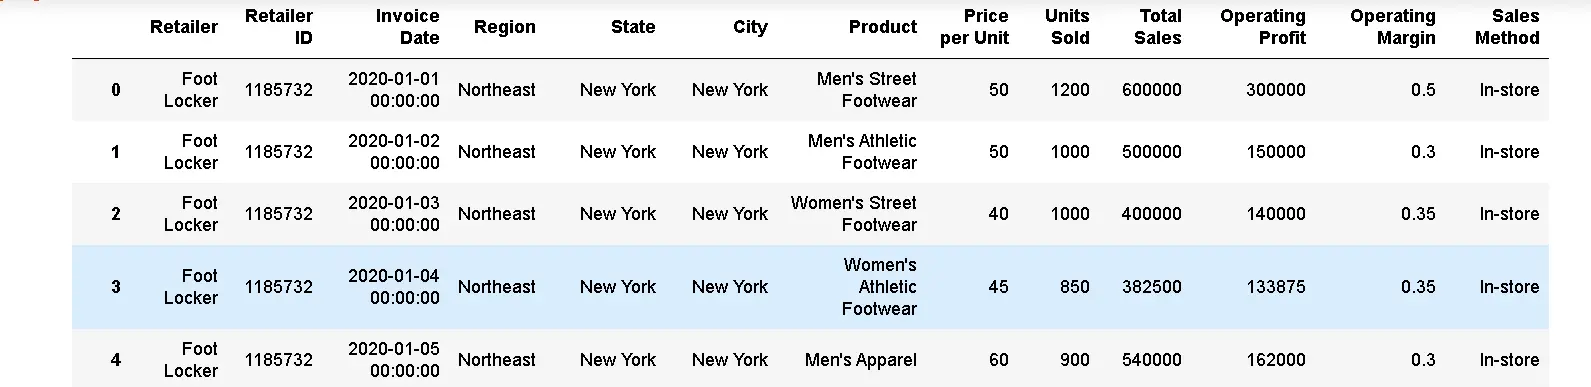 Retailer Retailer ID Invoice Date Region State City Product Price per Unit Units Sold Total Sales Operating Profit Operating Margin Sales Method
0 Foot Locker 1185732 2020-01-01 00:00:00 Northeast New York New York Men's Street Footwear 50 1200 600000 300000 0.5 In-store
1 Foot Locker 1185732 2020-01-02 00:00:00 Northeast New York New York Men's Athletic Footwear 50 1000 500000 150000 0.3 In-store
2 Foot Locker 1185732 2020-01-03 00:00:00 Northeast New York New York Women's Street Footwear 40 1000 400000 140000 0.35 In-store
3 Foot Locker 1185732 2020-01-04 00:00:00 Northeast New York New York Women's Athletic Footwear 45 850 382500 133875 0.35 In-store
4 Foot Locker 1185732 2020-01-05 00:00:00 Northeast New York New York Men's Apparel 60 900 540000 162000 0.3 In-store